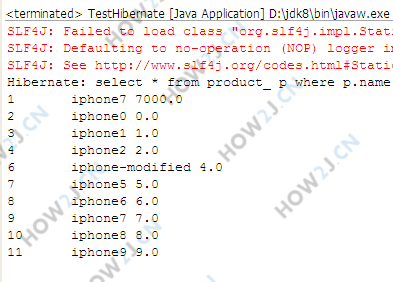 <terminated> TestHibernate [Java Application] D:\jdk8\bin\javaw.exe
SLF4J: Failed to load class "org.slf4j.impl.Stati
SLF4J: Defaulting to no-operation (NOP) logger im
SLF4J: See http://www.slf4j.org/codes.html#Stati
Hibernate: select * from product_ p where p.name
1 iphone7 7000.0
2 iphone0 0.0
3 iphone1 1.0
4 iphone2 2.0
6 iphone-modified 4.0
7 iphone5 5.0
8 iphone6 6.0
9 iphone7 7.0
10 iphone8 8.0
11 iphone9 9.0
HOW2J.CN
HOW2J.CN
HOW2J.CN
HOW2J.CN
HOW2J.CN